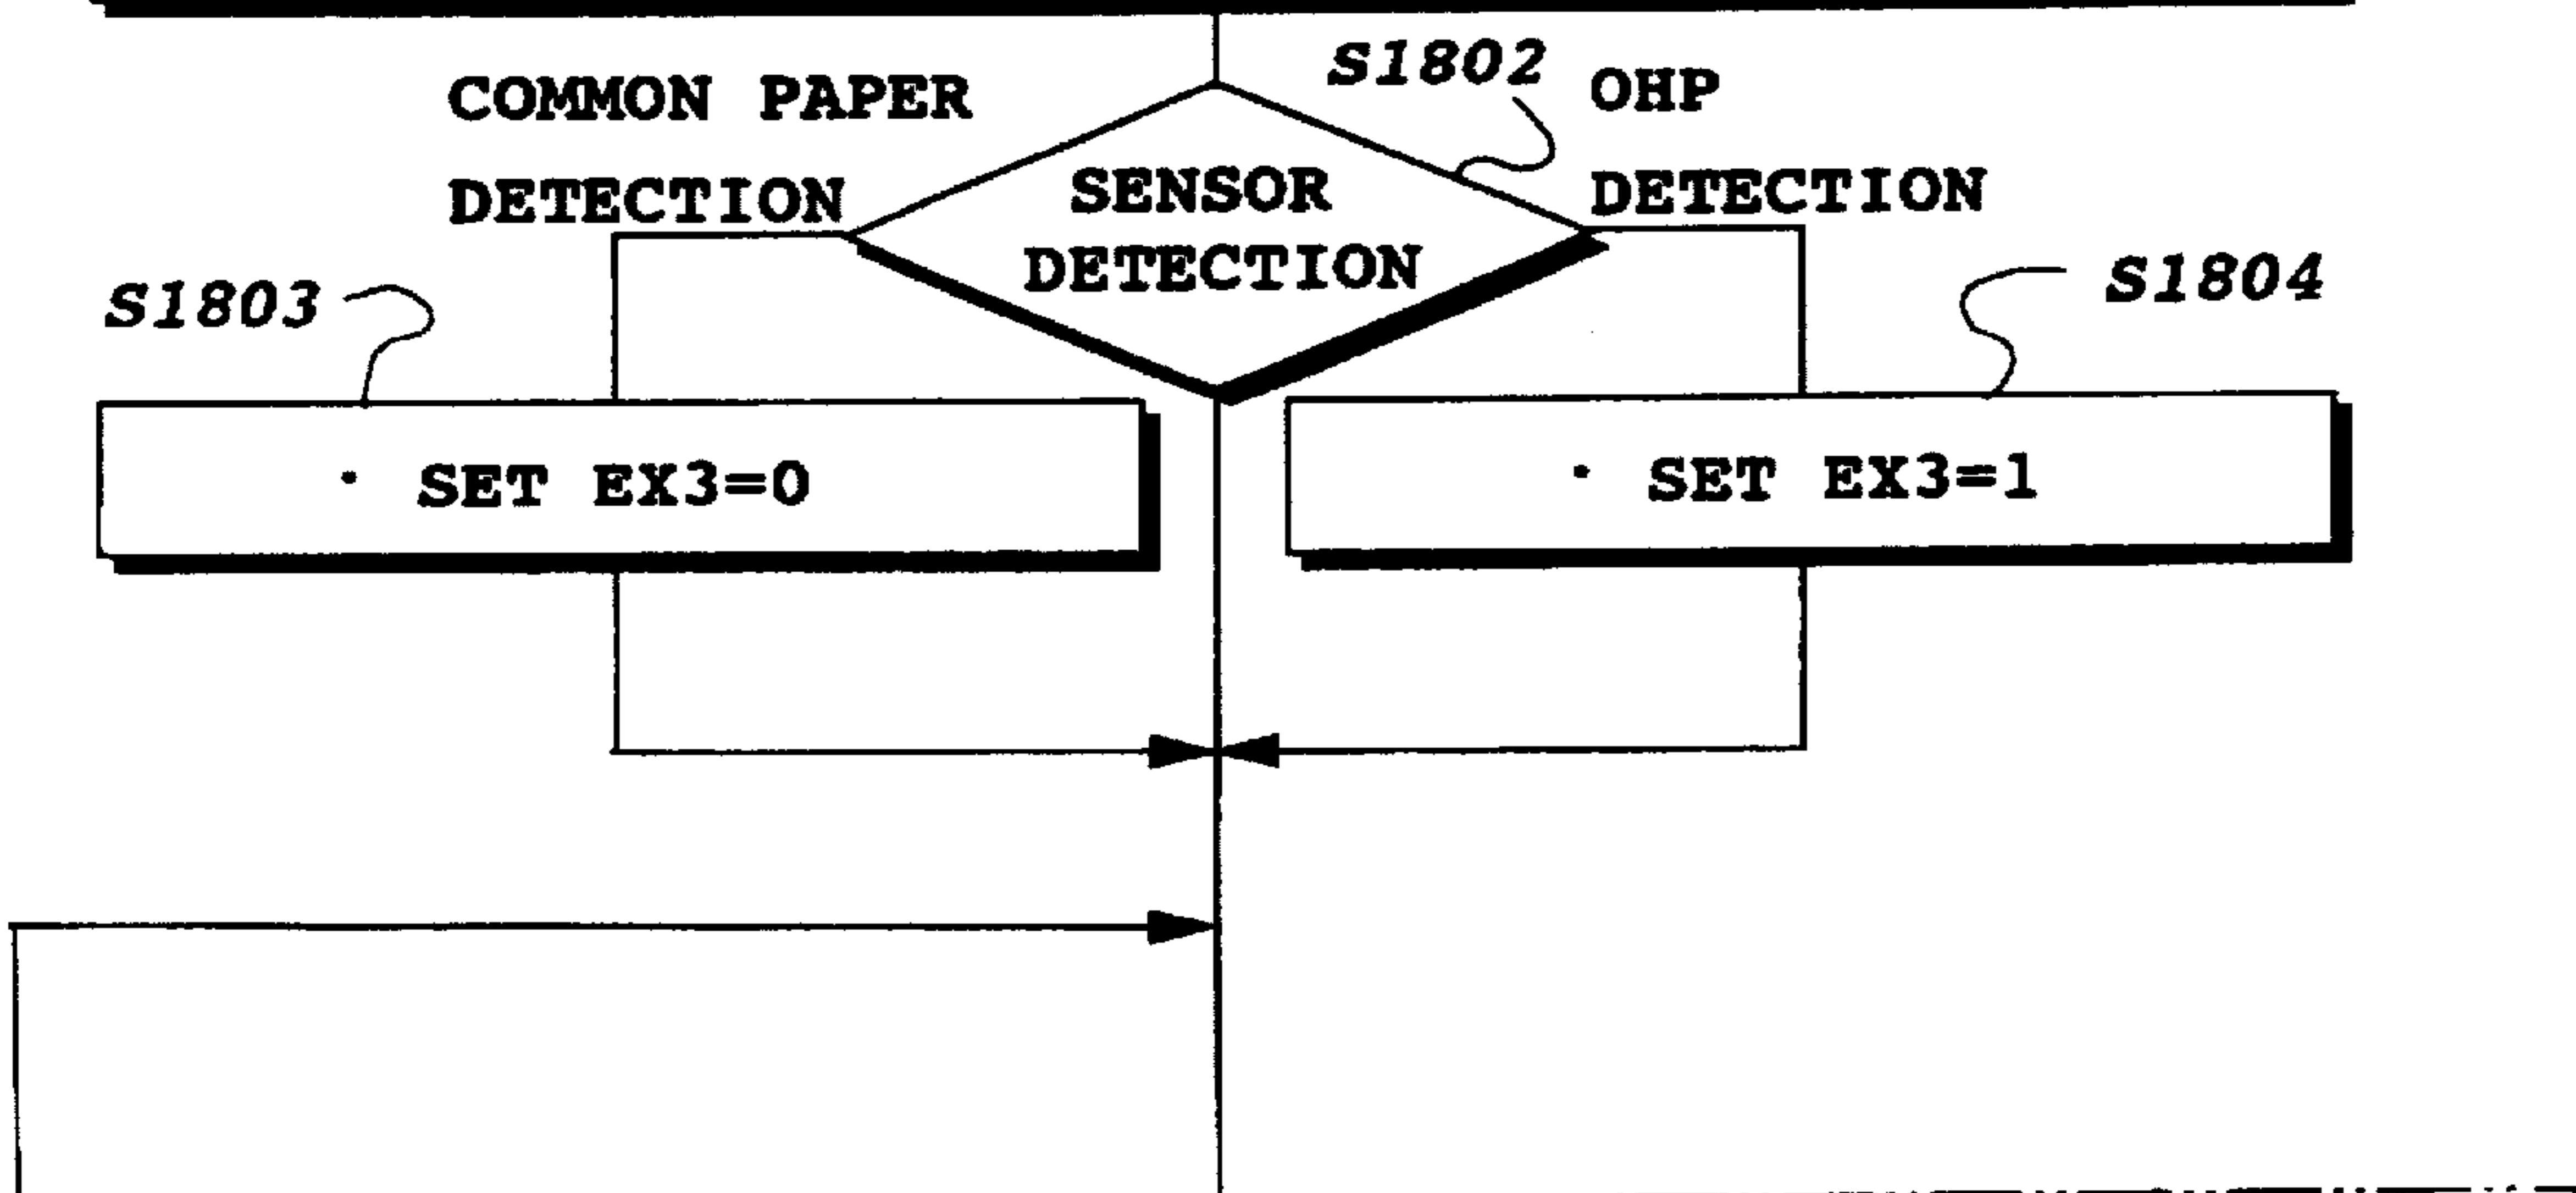 S1802
COMMON PAPER
DETECTION
OHP
DETECTION
SENSOR
DETECTION
S1803
S1804
· SET EX3=0
· SET EX3=1